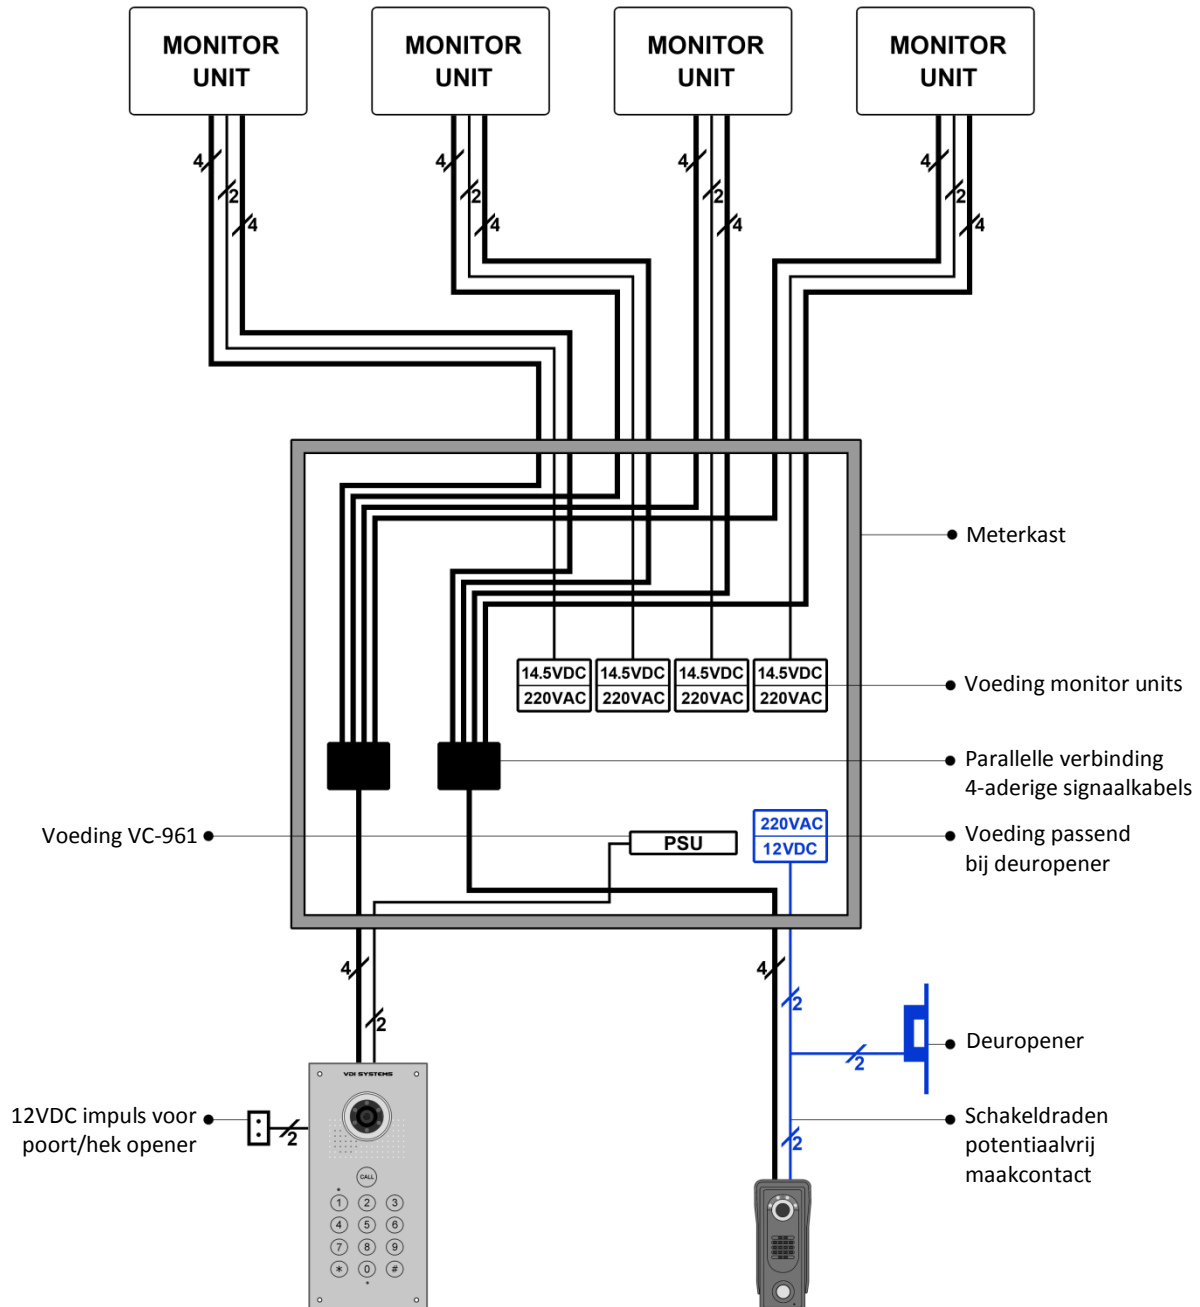 MONITOR UNIT
MONITOR UNIT
MONITOR UNIT
MONITOR UNIT
4 2 4
4 2 4
4 2 4
4 2 4
Meterkast
14.5VDC 14.5VDC 14.5VDC 14.5VDC
220VAC 220VAC 220VAC 220VAC
Voeding monitor units
Parallelle verbinding
4-aderige signaalkabels
Voeding VC-961
PSU
220VAC
12VDC
Voeding passend
bij deuropener
4
2
4
2
2
Deuropener
12VDC impuls voor
poort/hek opener
2
2
Schakeldraden
potentiaalvrij
maakcontact
VDI SYSTEMS
CALL
1 2 3
4 5 6
7 8 9
* 0 #